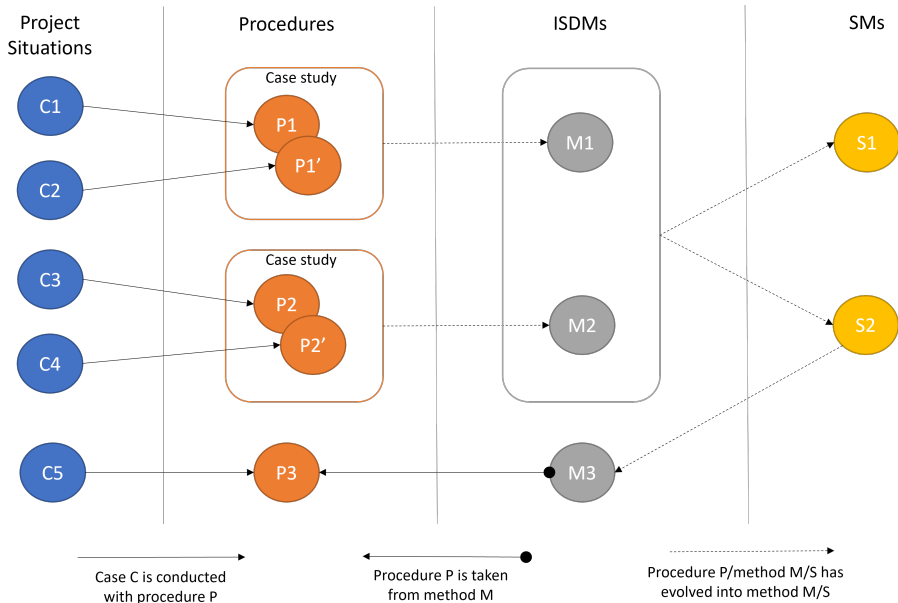 Project
Situations
Procedures
ISDMs
SMs
Case study
C1
P1
P1’
M1
S1
C2
Case study
C3
P2
P2’
M2
S2
C4
C5
P3
M3
Case C is conducted
with procedure P
Procedure P is taken
from method M
Procedure P/method M/S has
evolved into method M/S